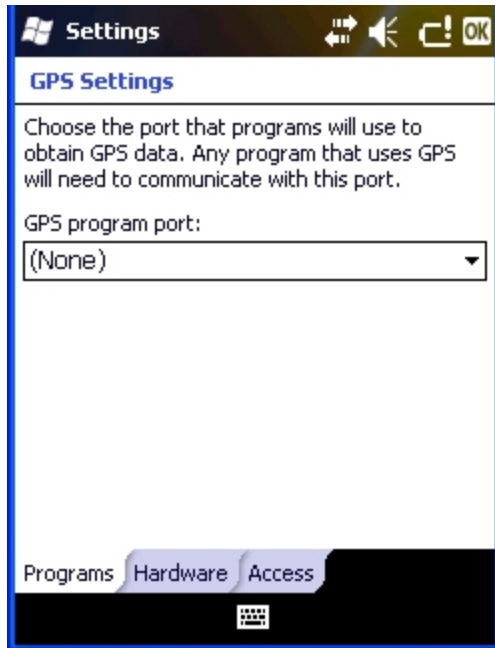 Settings
OK
GPS Settings
Choose the port that programs will use to
obtain GPS data. Any program that uses GPS
will need to communicate with this port.
GPS program port:
(None)
Programs Hardware Access